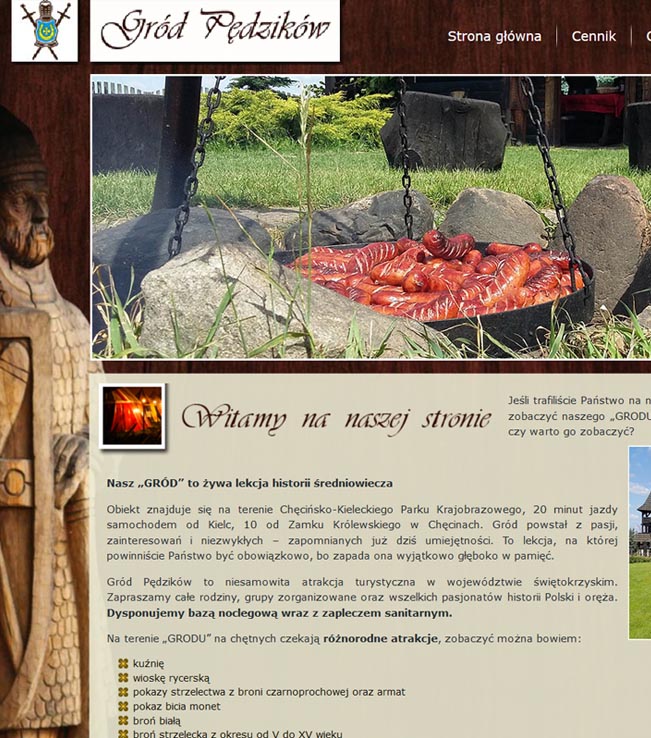 Gród Pędzików
Strona główna
Cennik
Witamy na naszej stronie
Jeśli trafiliście Państwo na
zobaczyć naszego „GRODU
czy warto go zobaczyć?
Nasz „GRÓD” to żywa lekcja historii średniowiecza
Obiekt znajduje się na terenie Chęcińsko-Kieleckiego Parku Krajobrazowego, 20 minut jazdy
samochodem od Kielc, 10 od Zamku Królewskiego w Chęcinach. Gród powstał z pasji,
zainteresowań i niezwykłych – zapomnianych już dziś umiejętności. To lekcja, na której
powinniście Państwo być obowiązkowo, bo zapada ona wyjątkowo głęboko w pamięć.
Gród Pędzików to niesamowita atrakcja turystyczna w województwie świętokrzyskim.
Zapraszamy całe rodziny, grupy zorganizowane oraz wszelkich pasjonatów historii Polski i oręża.
Dysponujemy bazą noclegową wraz z zapleczem sanitarnym.
Na terenie „GRODU” na chętnych czekają różnorodne atrakcje, zobaczyć można bowiem:
kuźnię
wioskę rycerską
pokazy strzelectwa z broni czarnoprochowej oraz armat
pokaz bicia monet
broń białą
broń strzelecką z okresu od V do XV wieku